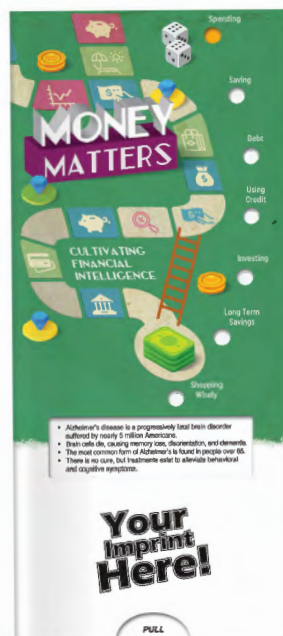 Spending
Saving
MONEY
MATTERS
Debt
Using
Credit
CULTIVATING
FINANCIAL
INTELLIGENCE
Investing
Long Term
Savings
Shopping
Wisely
• Alzheimer's disease is a progressively fatal brain disorder
suffered by nearly 5 million Americans.
• Brain cells die, causing memory loss, disorientation, and dementia.
• The most common form of Alzheimer's is found in people over 65.
• There is no cure, but treatments exist to alleviate behavioral
and cognitive symptoms.
Your
Imprint
Here!
PULL